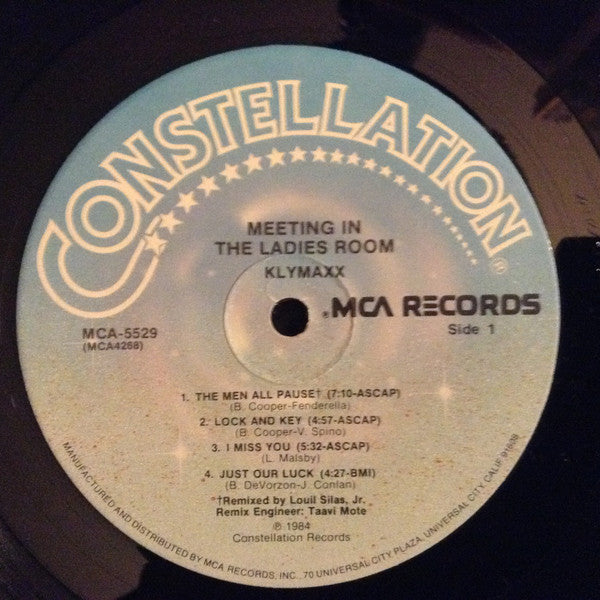 CONSTELLATION®
MEETING IN
THE LADIES ROOM
KLYMAXX
®MCA RECORDS
MCA-5529
(MCA4268)
Side 1
1. THE MEN ALL PAUSE† (7:10-ASCAP)
(B. Cooper-Fenderella)
2. LOCK AND KEY (4:57-ASCAP)
(B. Cooper-V. Spino)
3. I MISS YOU (5:32-ASCAP)
(L. Malsby)
4. JUST OUR LUCK (4:27-BMI)
(B. DeVorzon-J. Conlan)
†Remixed by Louil Silas, Jr.
Remix Engineer: Taavi Mote
℗ 1984
Constellation Records
MANUFACTURED AND DISTRIBUTED BY MCA RECORDS, INC., 70 UNIVERSAL CITY PLAZA, UNIVERSAL CITY, CALIF. 91608